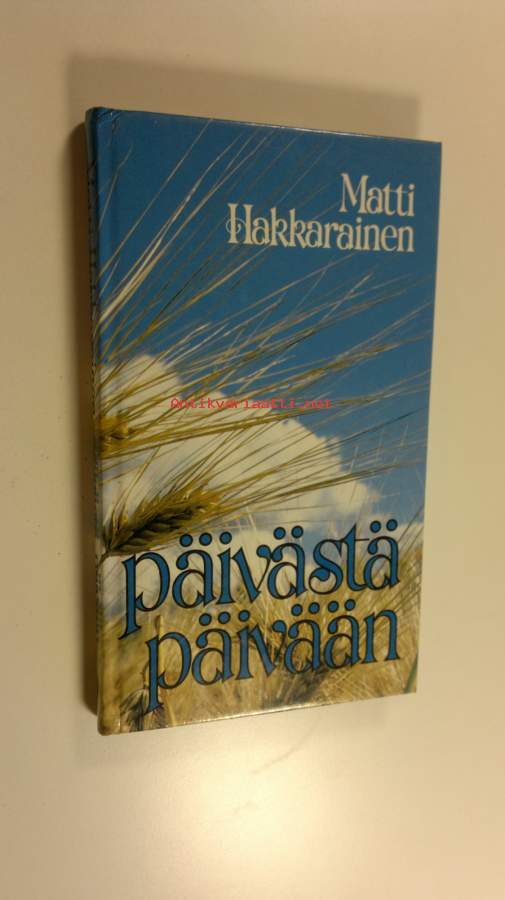 Matti
Hakkarainen
Antikvariaatti.net
päivästä
päivään